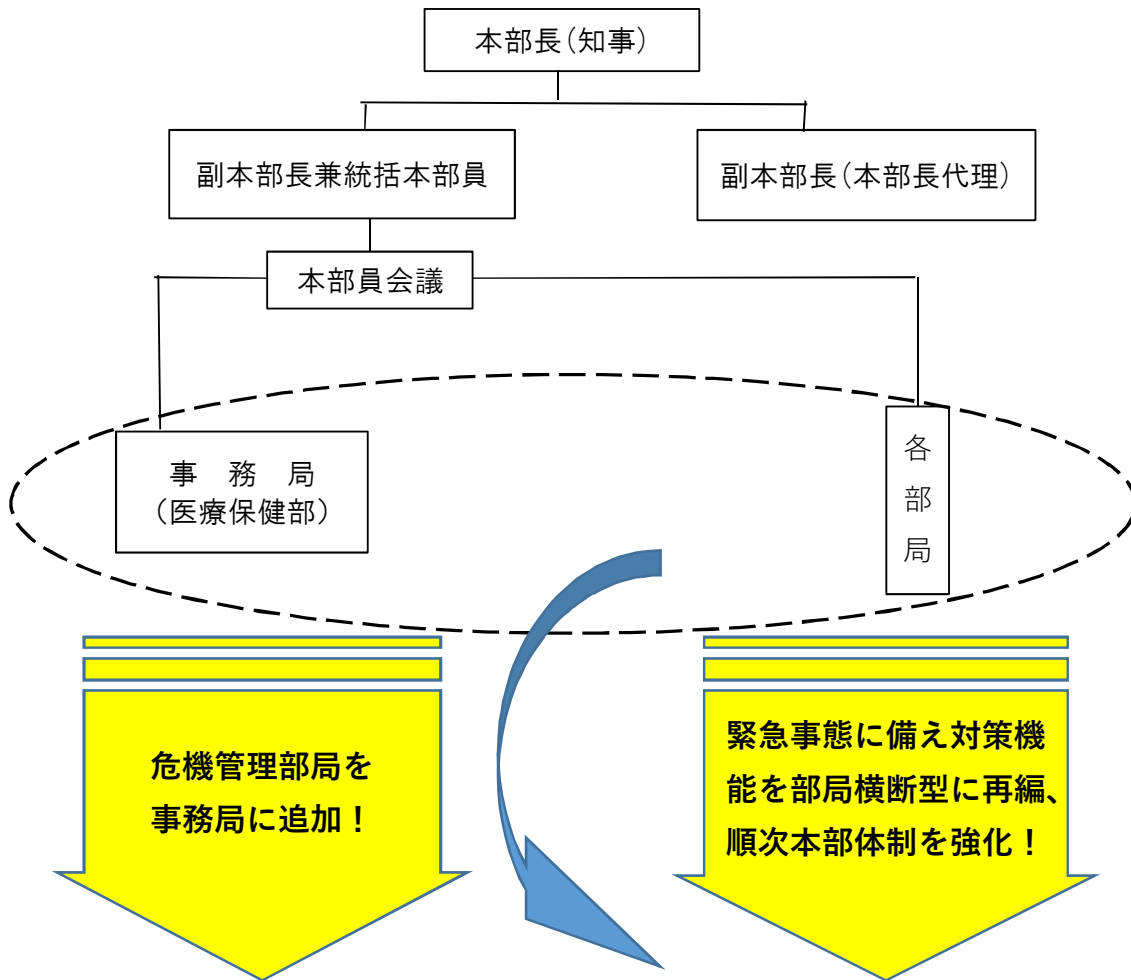 本部長（知事）
副本部長兼統括本部員
副本部長（本部長代理）
本部員会議
事　務　局
（医療保健部）
各
部
局
危機管理部局を
事務局に追加！
緊急事態に備え対策機
能を部局横断型に再編、
順次本部体制を強化！